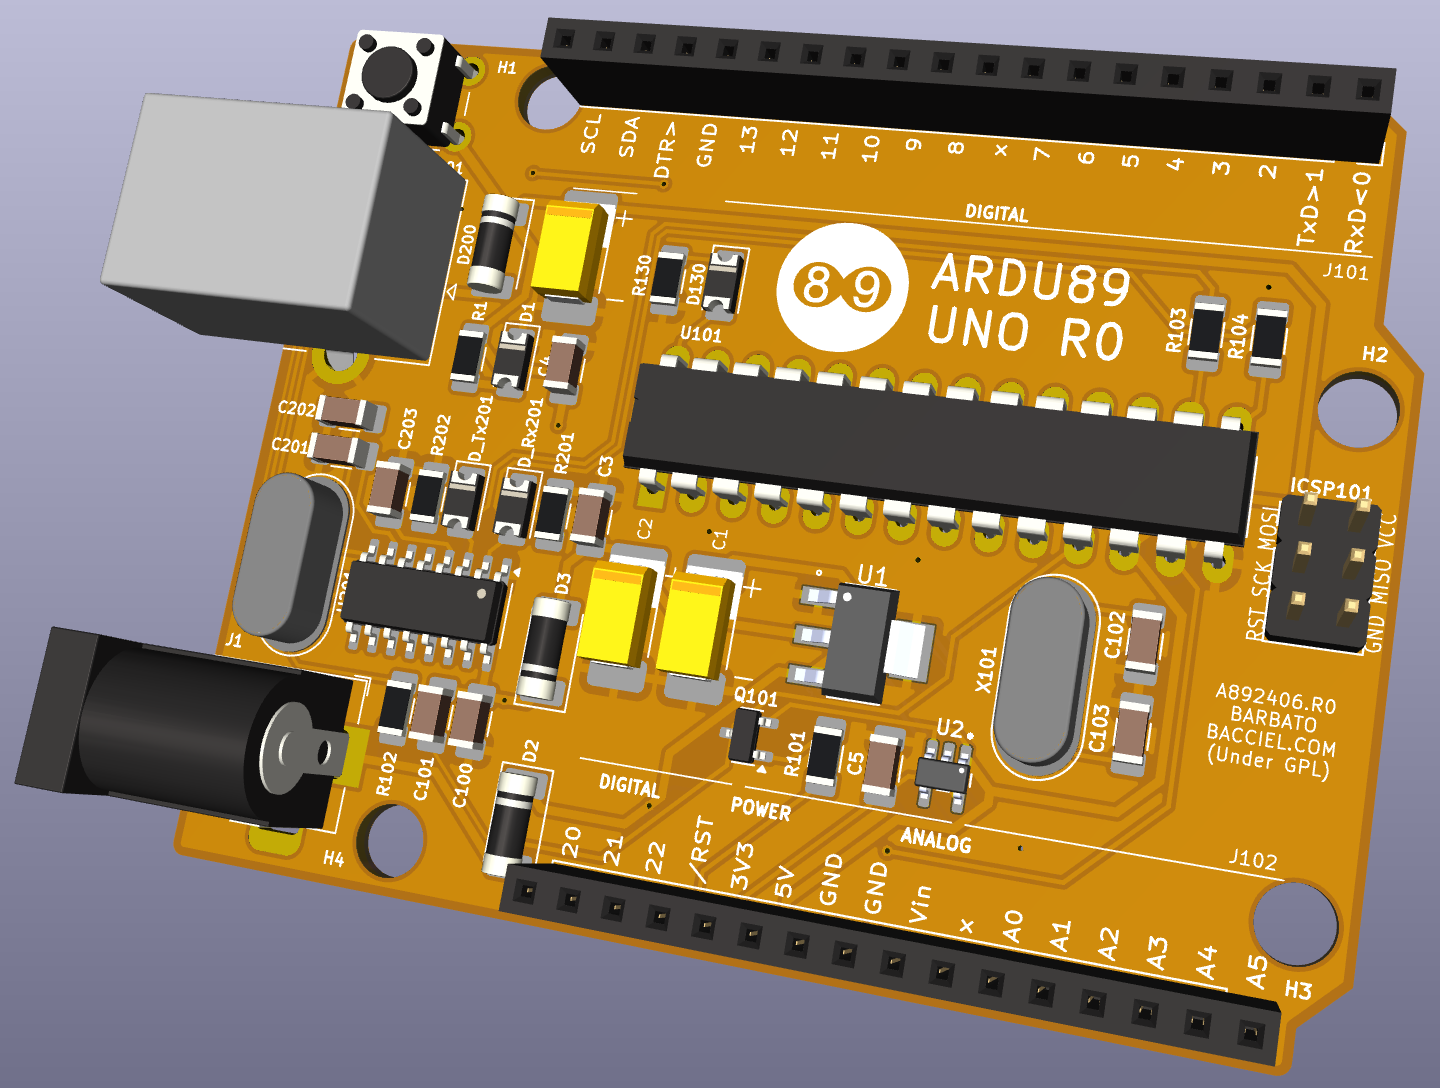 H1
SCL
SDA
DTR>
GND
13
12
11
10
9
8
x
7
6
5
4
3
2
TxD>1
RxD<0
DIGITAL
J101
D200
+
R130
D130
89
ARDU89
UNO R0
R103
R104
H2
R1
D1
U101
C4
C202
C201
C203
R202
D_Tx201
D_Rx201
R201
C3
C2
C1
ICSP101
RST SCK MOSI
GND MISO VCC
D3
+
U1
X101
C102
C103
J1
Q101
R101
C5
U2
A892406.R0
BARBATO
BACCIEL.COM
(Under GPL)
R102
C101
C100
D2
H4
DIGITAL
POWER
ANALOG
J102
20
21
22
/RST
3V3
5V
GND
GND
Vin
x
A0
A1
A2
A3
A4
A5
H3